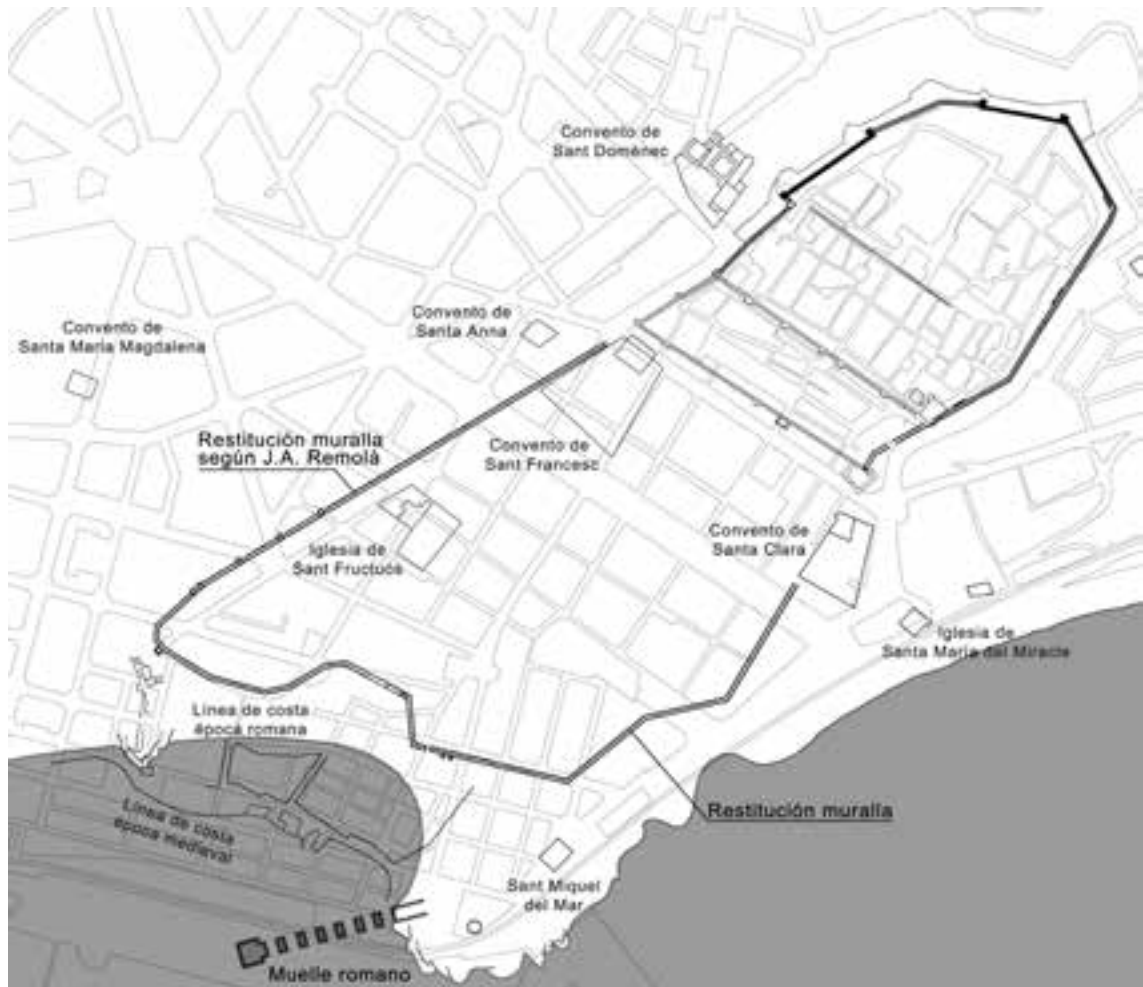 Convento de
Sant Domènec
Convento de
Santa Anna
Convento de
Santa Maria Magdalena
Restitución muralla
según J.A. Remolà
Convento de
Sant Francesc
Iglesia de
Sant Fructuós
Convento de
Santa Clara
Iglesia de
Santa Maria del Miracle
Línea de costa
época romana
Línea de costa
época medieval
Restitución muralla
Sant Miquel
del Mar
Muelle romano